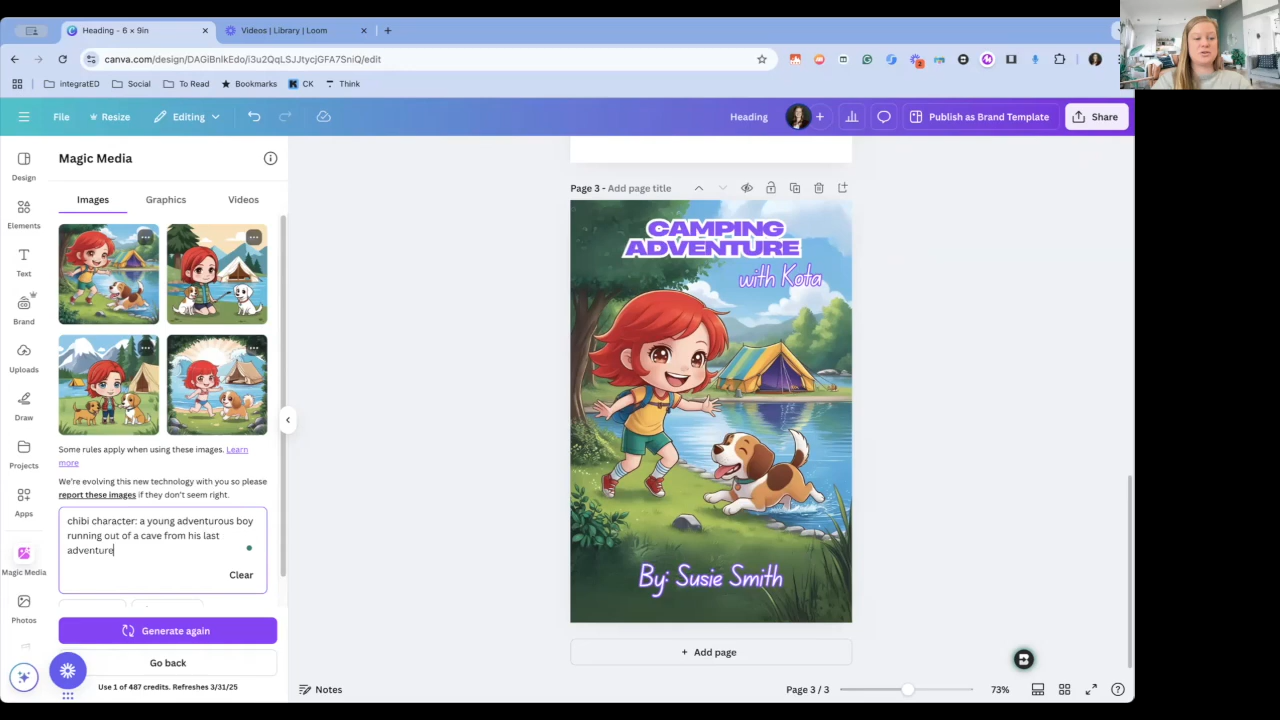 Heading - 6 × 9in
Videos | Library | Loom
canva.com/design/DAGiBnlkEdo/i3u2QqLSJJtycjGFA7SniQ/edit
integratED
Social
To Read
Bookmarks
CK
Think
File
Resize
Editing
Heading
Publish as Brand Template
Share
Design
Elements
Text
Brand
Uploads
Draw
Projects
Apps
Magic Media
Photos
Magic Media
Images
Graphics
Videos
Some rules apply when using these images. Learn
more
We're evolving this new technology with you so please
report these images if they don't seem right.
chibi character: a young adventurous boy
running out of a cave from his last
adventure
Clear
Generate again
Go back
Use 1 of 487 credits. Refreshes 3/31/25
Page 3 - Add page title
CAMPING
ADVENTURE
with Kota
By: Susie Smith
+ Add page
Notes
Page 3 / 3
73%